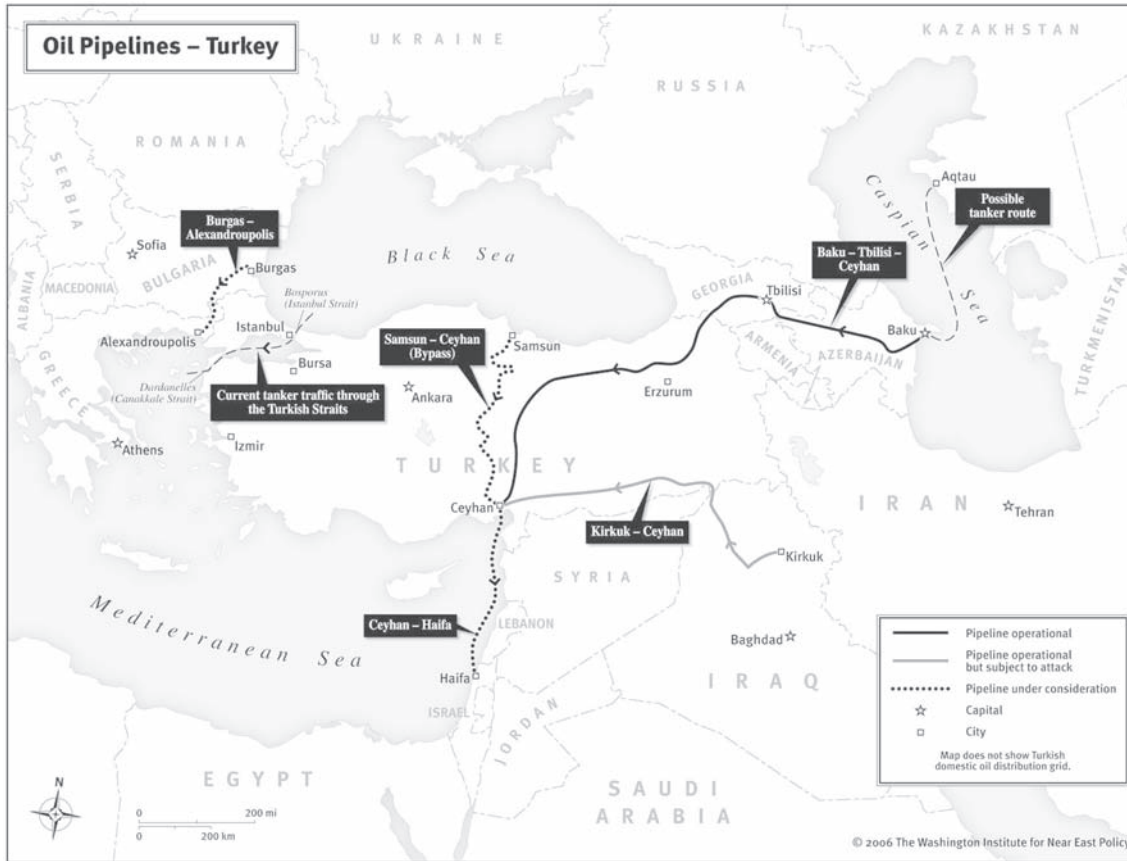 Oil Pipelines – Turkey
UKRAINE
KAZAKHSTAN
RUSSIA
ROMANIA
SERBIA
Aqtau
Caspian Sea
Possible
tanker route
Burgas –
Alexandroupolis
Sofia
BULGARIA
Burgas
Black Sea
Baku – Tbilisi –
Ceyhan
GEORGIA
Tbilisi
ALBANIA
MACEDONIA
Bosporus
(Istanbul Strait)
Baku
TURKMENISTAN
Alexandroupolis
Istanbul
Samsun – Ceyhan
(Bypass)
Samsun
ARMENIA
AZERBAIJAN
GREECE
Bursa
Dardanelles
(Canakkale Strait)
Current tanker traffic through
the Turkish Straits
Ankara
Erzurum
Athens
Izmir
TURKEY
IRAN
Ceyhan
Tehran
Kirkuk – Ceyhan
Kirkuk
SYRIA
Mediterranean Sea
Ceyhan – Haifa
LEBANON
Baghdad
Haifa
IRAQ
ISRAEL
JORDAN
EGYPT
SAUDI
ARABIA
Pipeline operational
Pipeline operational
but subject to attack
Pipeline under consideration
Capital
City
Map does not show Turkish
domestic oil distribution grid.
N
0 200 mi
0 200 km
© 2006 The Washington Institute for Near East Policy